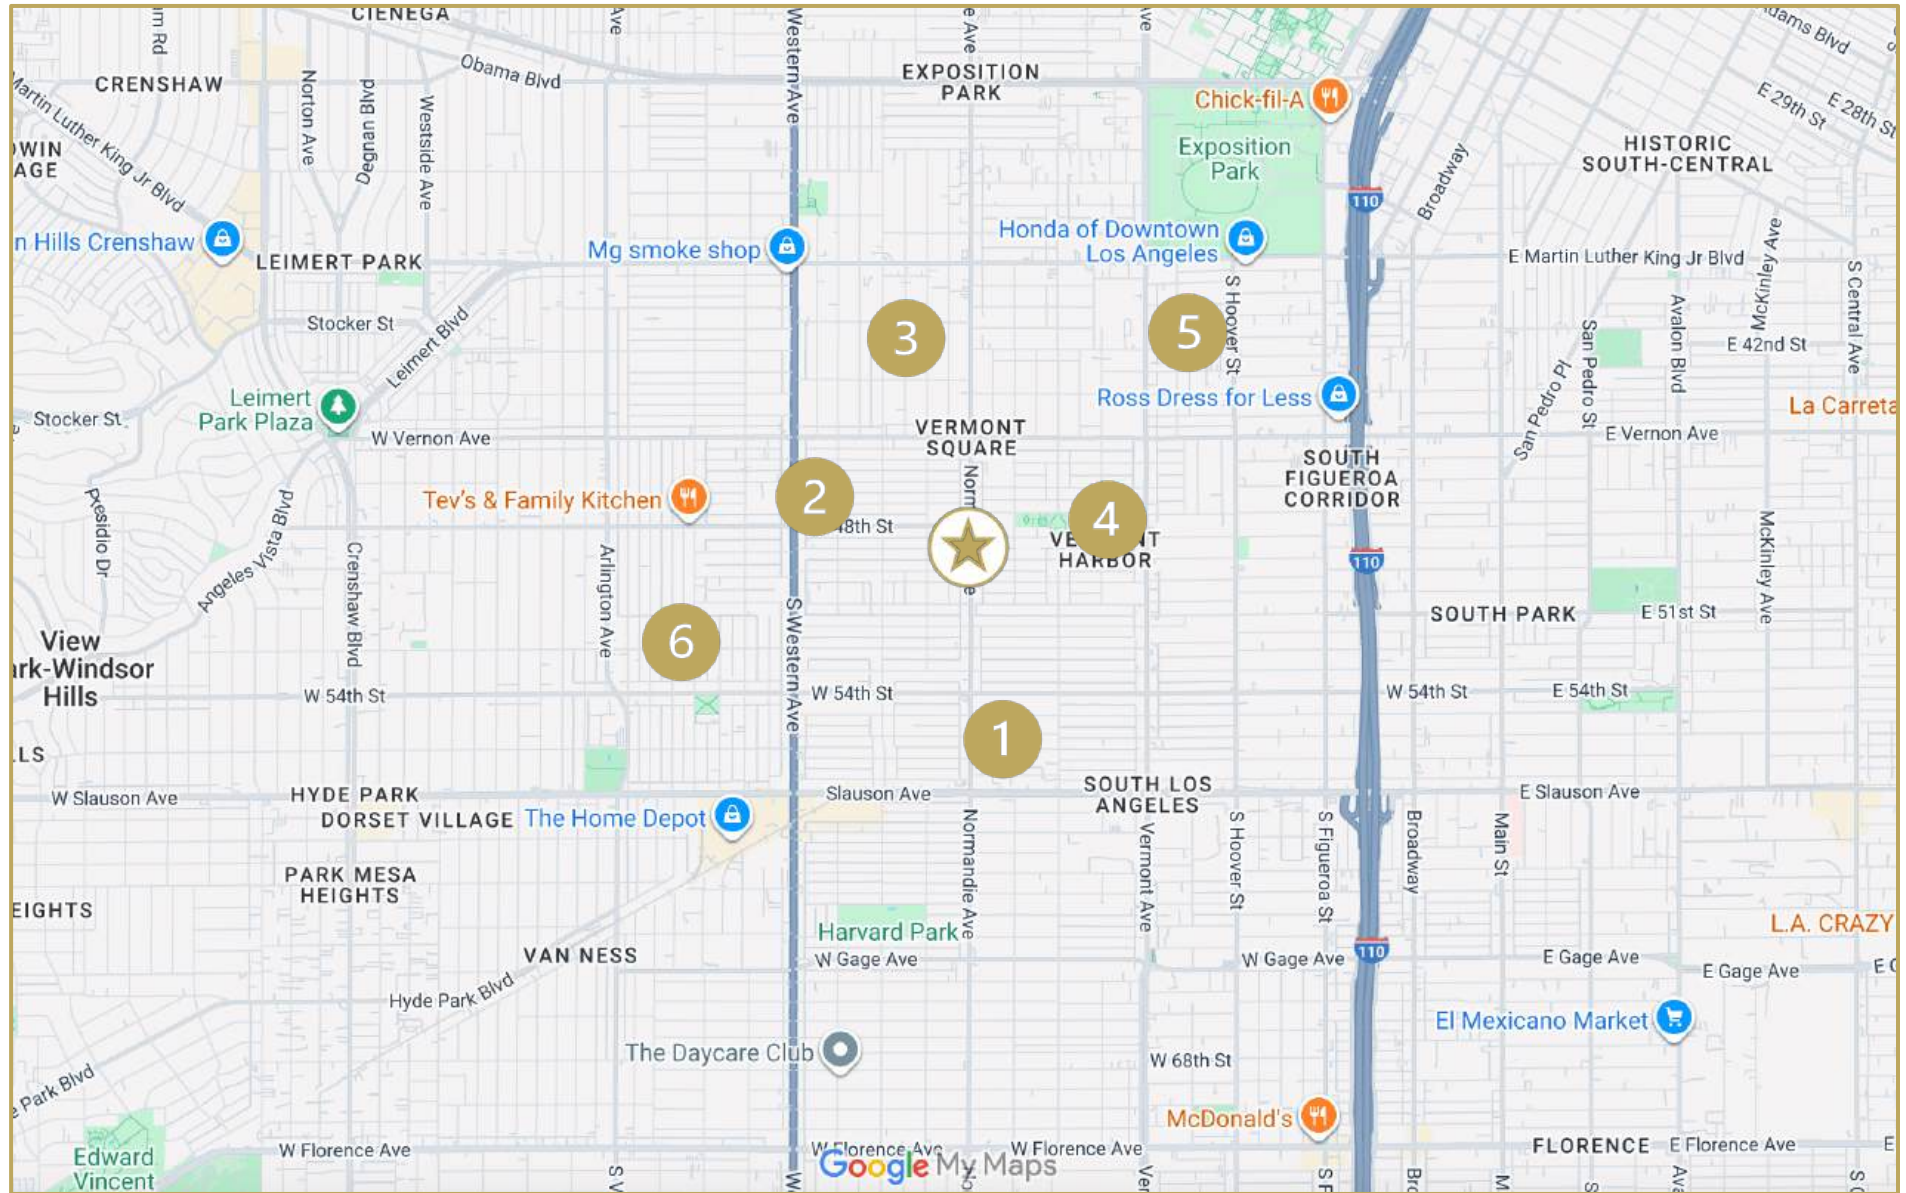 CIENEGA
Western Ave
Obama Blvd
CRENSHAW
Norton Ave
Degnan Blvd
Westside Ave
Martin Luther King Jr Blvd
EXPOSITION
PARK
Chick-fil-A
Exposition
Park
Adams Blvd
E 29th St
E 28th St
HISTORIC
SOUTH-CENTRAL
Broadway
110
n Hills Crenshaw
LEIMERT PARK
Mg smoke shop
Honda of Downtown
Los Angeles
E Martin Luther King Jr Blvd
McKinley Ave
S Central Ave
Stocker St
Leimert Blvd
3
5
S Hoover St
San Pedro St
Avalon Blvd
E 42nd St
Leimert
Park Plaza
Stocker St
W Vernon Ave
VERMONT
SQUARE
Ross Dress for Less
San Pedro Pl
E Vernon Ave
La Carreta
SOUTH
FIGUEROA
CORRIDOR
Presidio Dr
Angeles Vista Blvd
Tev's & Family Kitchen
2
48th St
4
HARBOR
110
McKinley Ave
Crenshaw Blvd
Arlington Ave
S Western Ave
6
SOUTH PARK
E 51st St
View
ark-Windsor
Hills
W 54th St
W 54th St
W 54th St
E 54th St
1
LLS
W Slauson Ave
HYDE PARK
DORSET VILLAGE
The Home Depot
Slauson Ave
SOUTH LOS
ANGELES
E Slauson Ave
Normandie Ave
Vermont Ave
S Hoover St
S Figueroa St
Broadway
Main St
PARK MESA
HEIGHTS
EIGHTS
L.A. CRAZY
VAN NESS
Harvard Park
W Gage Ave
W Gage Ave
110
E Gage Ave
E Gage Ave
Hyde Park Blvd
El Mexicano Market
The Daycare Club
W 68th St
e Park Blvd
McDonald's
W Florence Ave
W Florence Ave
W Florence Ave
FLORENCE
E Florence Ave
Edward
Vincent
Google My Maps